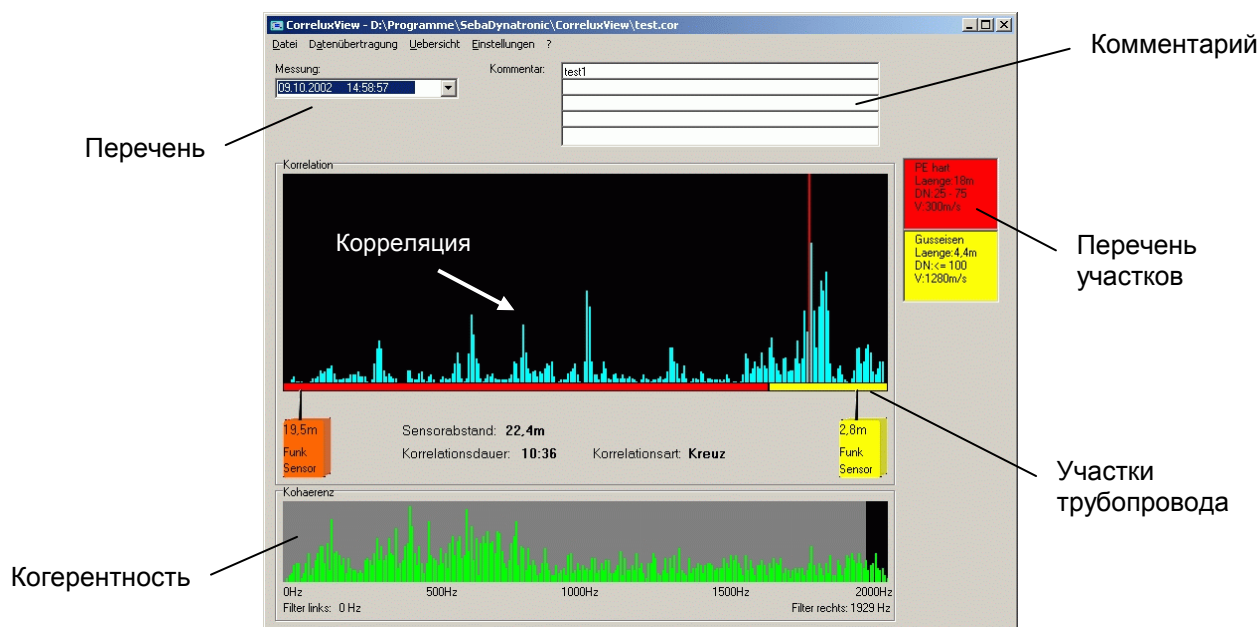 CorreluxView - D:\Programme\SebaDynatronic\CorreluxView\test.cor
Datei Datenübertragung Uebersicht Einstellungen ?
Комментарий
Messung:
Kommentar:
test1
09.10.2002 14:58:57
Перечень
Korrelation
PE hart
Laenge:18m
DN:25 - 75
V:300m/s
Корреляция
Gusseisen
Laenge:4,4m
DN:<= 100
V:1280m/s
Перечень
участков
19,5m
Funk
Sensor
Sensorabstand: 22,4m
Korrelationsdauer: 10:36 Korrelationsart: Kreuz
2,8m
Funk
Sensor
Участки
трубопровода
Kohaerenz
Когерентность
0Hz 500Hz 1000Hz 1500Hz 2000Hz
Filter links: 0 Hz Filter rechts: 1929 Hz